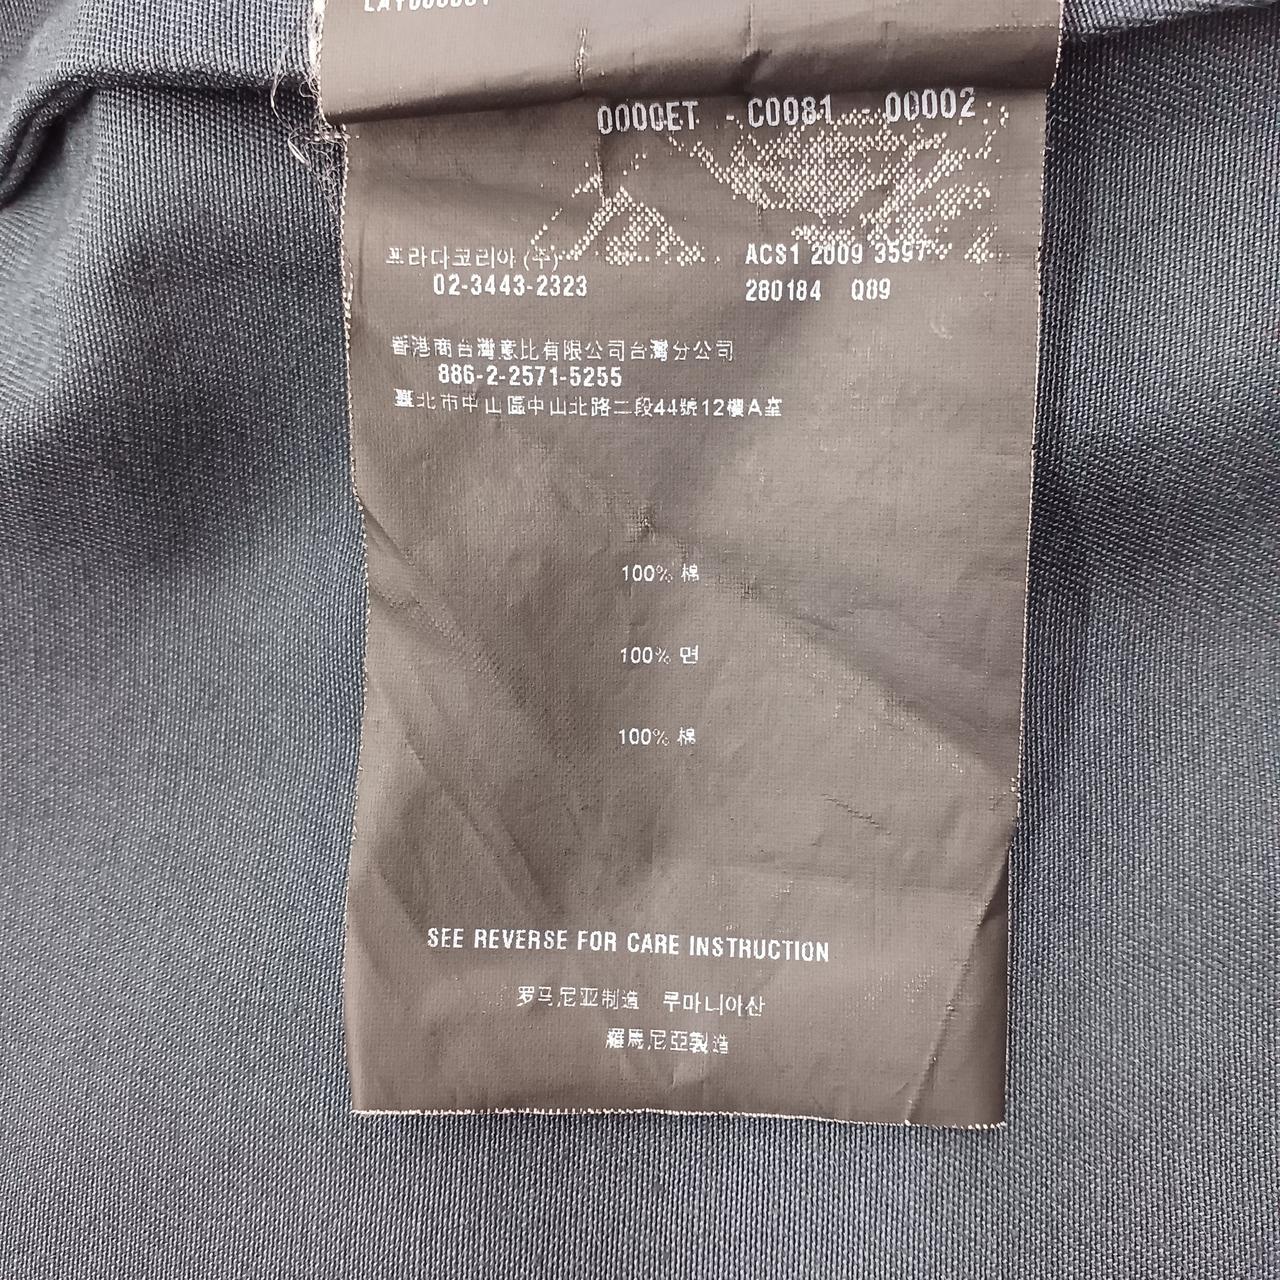 0000ET - C0081 - 00002
프라다코리아 (주)
02-3443-2323
ACS1 2009 3597
280184 Q89
香港商台灣意比有限公司台灣分公司
886-2-2571-5255
臺北市中山區中山北路二段44號12樓A室
100% 棉
100% 면
100% 棉
SEE REVERSE FOR CARE INSTRUCTION
罗马尼亚制造 루마니아산
羅馬尼亞製造